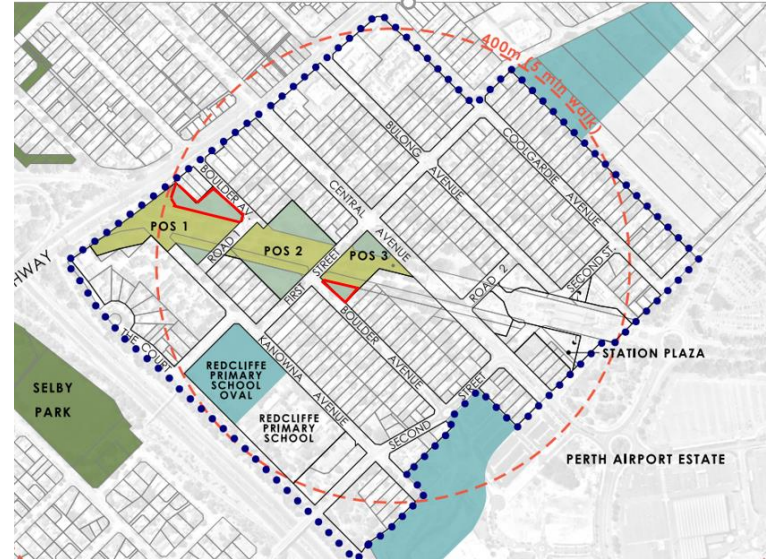 400m (5 min walk)
COOLGARDIE
AVENUE
BULONG
AVENUE
BOULDER AV.
CENTRAL
AVENUE
POS 1
ROAD
POS 2
FIRST STREET
POS 3
SECOND ST.
ROAD 2
HWAY
THE COURT
KANOWNA
AVENUE
BOULDER
AVENUE
STATION PLAZA
REDCLIFFE
PRIMARY
SCHOOL
OVAL
SELBY
PARK
REDCLIFFE
PRIMARY
SCHOOL
SECOND STREET
PERTH AIRPORT ESTATE